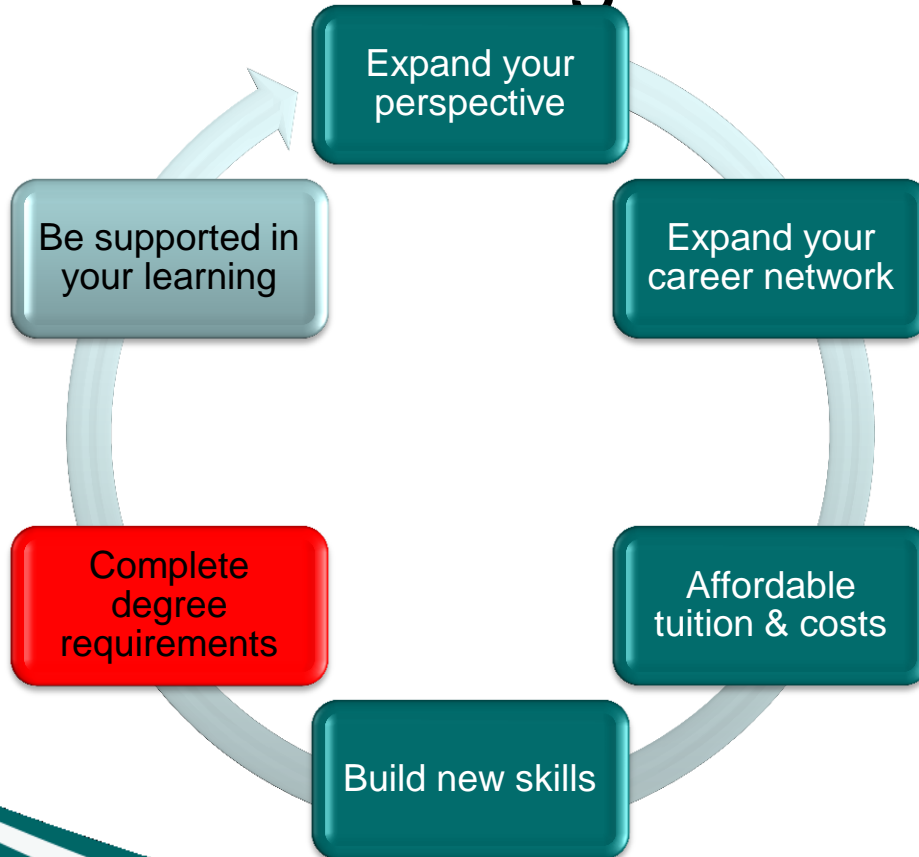 Expand your
perspective
Expand your
career network
Affordable
tuition & costs
Build new skills
Complete
degree
requirements
Be supported in
your learning